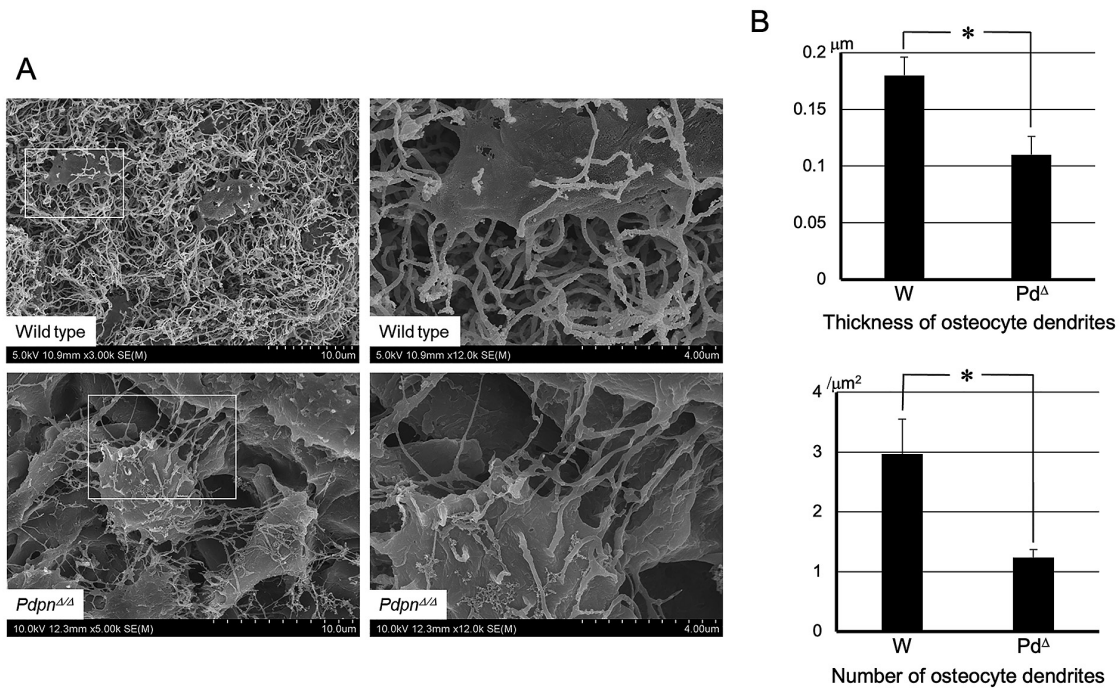 A
Wild type
5.0kV 10.9mm x3.00k SE(M) 10.0um
Wild type
5.0kV 10.9mm x12.0k SE(M) 4.00um
Pdpn^Δ/Δ
10.0kV 12.3mm x5.00k SE(M) 10.0um
Pdpn^Δ/Δ
10.0kV 12.3mm x12.0k SE(M) 4.00um
B
μm
*
0.2
0.15
0.1
0.05
0
W Pd^Δ
Thickness of osteocyte dendrites
/μm²
*
4
3
2
1
0
W Pd^Δ
Number of osteocyte dendrites